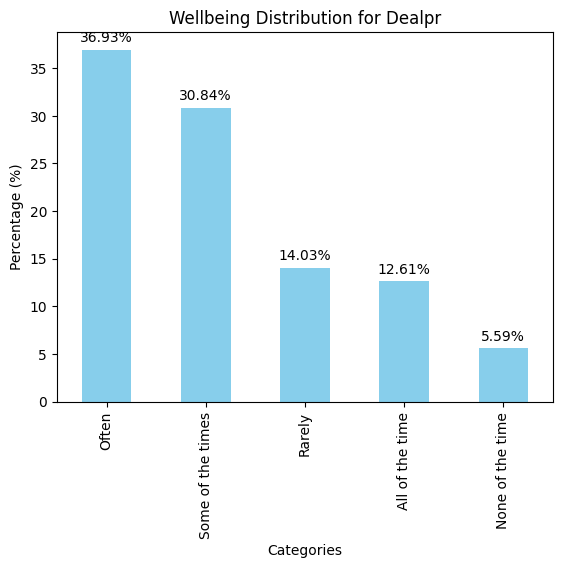 Wellbeing Distribution for Dealpr
36.93%
30.84%
14.03%
12.61%
5.59%
Percentage (%)
35
30
25
20
15
10
5
0
Often
Some of the times
Rarely
All of the time
None of the time
Categories